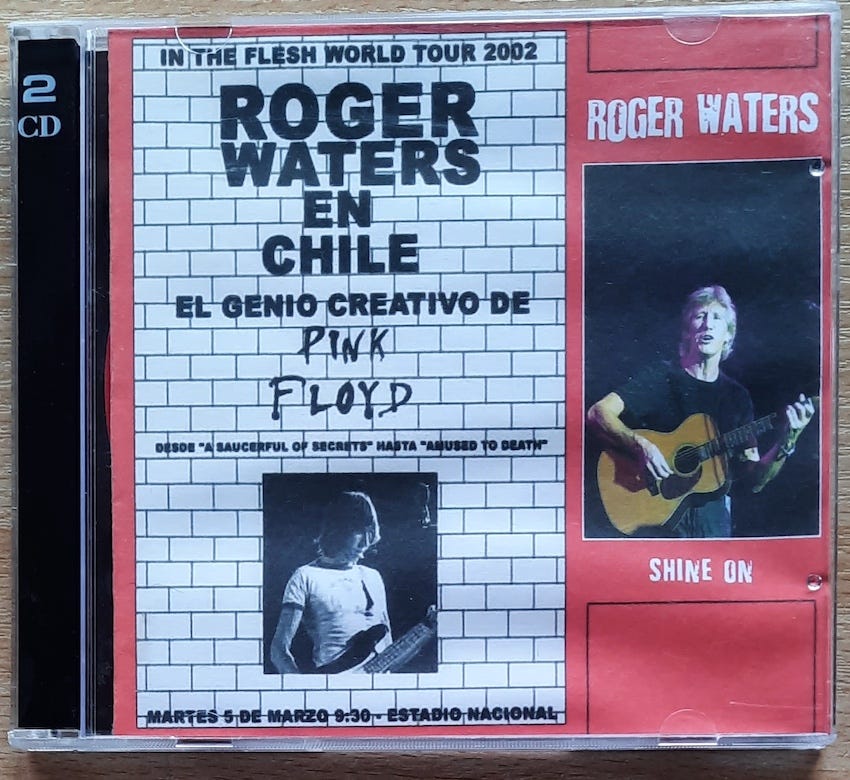 2
CD
IN THE FLESH WORLD TOUR 2002
ROGER
WATERS
EN
CHILE
EL GENIO CREATIVO DE
PINK
FLOYD
DESDE "A SAUCERFUL OF SECRETS" HASTA "AMUSED TO DEATH"
MARTES 5 DE MARZO 9:30 - ESTADIO NACIONAL
ROGER WATERS
SHINE ON